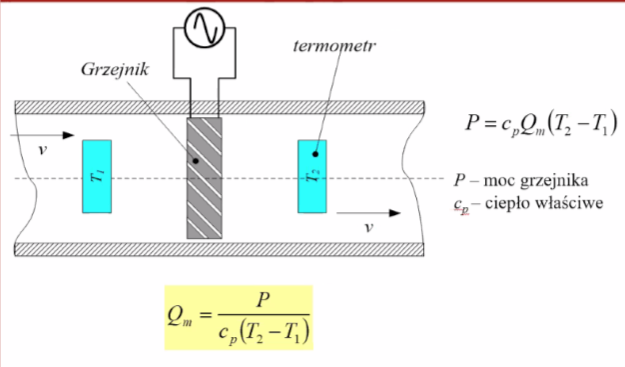 termometr
Grzejnik
v
T₁
T₂
v
P = cₚQₘ(T₂ − T₁)
P – moc grzejnika
cₚ – ciepło właściwe
Qₘ = P / cₚ(T₂ − T₁)